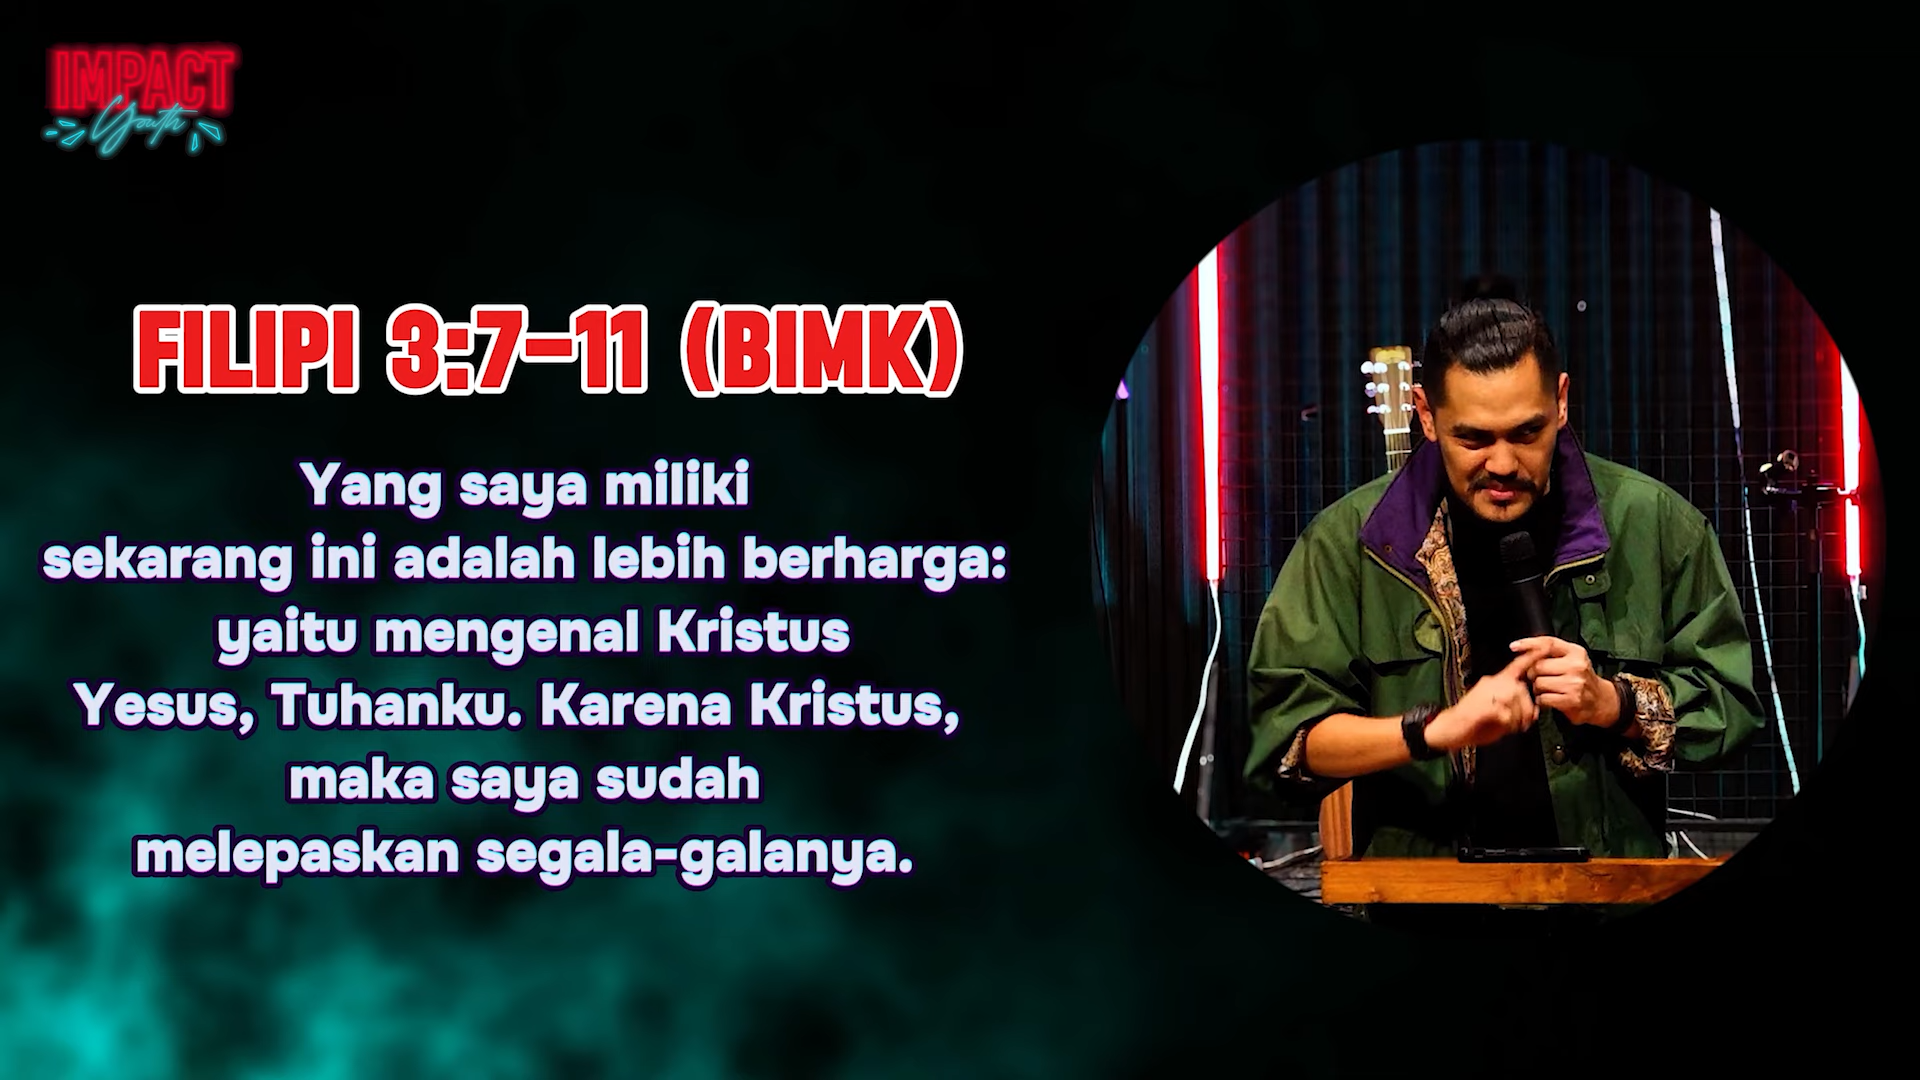 IMPACT
Youth
FILIPI 3:7-11 (BIMK)
Yang saya miliki
sekarang ini adalah lebih berharga:
yaitu mengenal Kristus
Yesus, Tuhanku. Karena Kristus,
maka saya sudah
melepaskan segala-galanya.